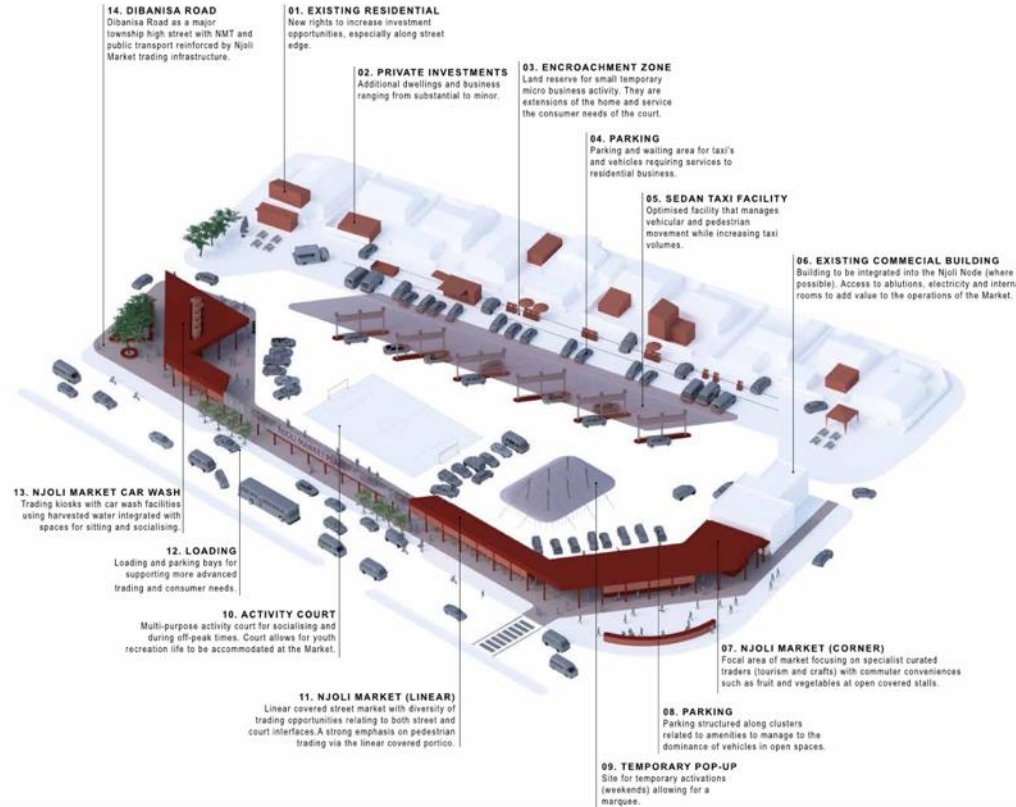 14. DIBANISA ROAD
Dibanisa Road as a major
township high street with NMT and
public transport reinforced by Njoli
Market trading infrastructure.
01. EXISTING RESIDENTIAL
New rights to increase investment
opportunities, especially along street
edge.
02. PRIVATE INVESTMENTS
Additional dwellings and business
ranging from substantial to minor.
03. ENCROACHMENT ZONE
Land reserve for small temporary
micro business activity. They are
extensions of the home and service
the consumer needs of the court.
04. PARKING
Parking and waiting area for taxi's
and vehicles requiring services to
residential business.
05. SEDAN TAXI FACILITY
Optimised facility that manages
vehicular and pedestrian
movement while increasing taxi
volumes.
06. EXISTING COMMECIAL BUILDING
Building to be integrated into the Njoli Node (where
possible). Access to ablutions, electricity and interna
rooms to add value to the operations of the Market.
NJOLI MARKET
13. NJOLI MARKET CAR WASH
Trading kiosks with car wash facilities
using harvested water integrated with
spaces for sitting and socialising.
12. LOADING
Loading and parking bays for
supporting more advanced
trading and consumer needs.
10. ACTIVITY COURT
Multi-purpose activity court for socialising and
during off-peak times. Court allows for youth
recreation life to be accommodated at the Market.
11. NJOLI MARKET (LINEAR)
Linear covered street market with diversity of
trading opportunities relating to both street and
court interfaces.A strong emphasis on pedestrian
trading via the linear covered portico.
07. NJOLI MARKET (CORNER)
Focal area of market focusing on specialist curated
traders (tourism and crafts) with commuter conveniences
such as fruit and vegetables at open covered stalls.
08. PARKING
Parking structured along clusters
related to amenities to manage to the
dominance of vehicles in open spaces.
09. TEMPORARY POP-UP
Site for temporary activations
(weekends) allowing for a
marquee.